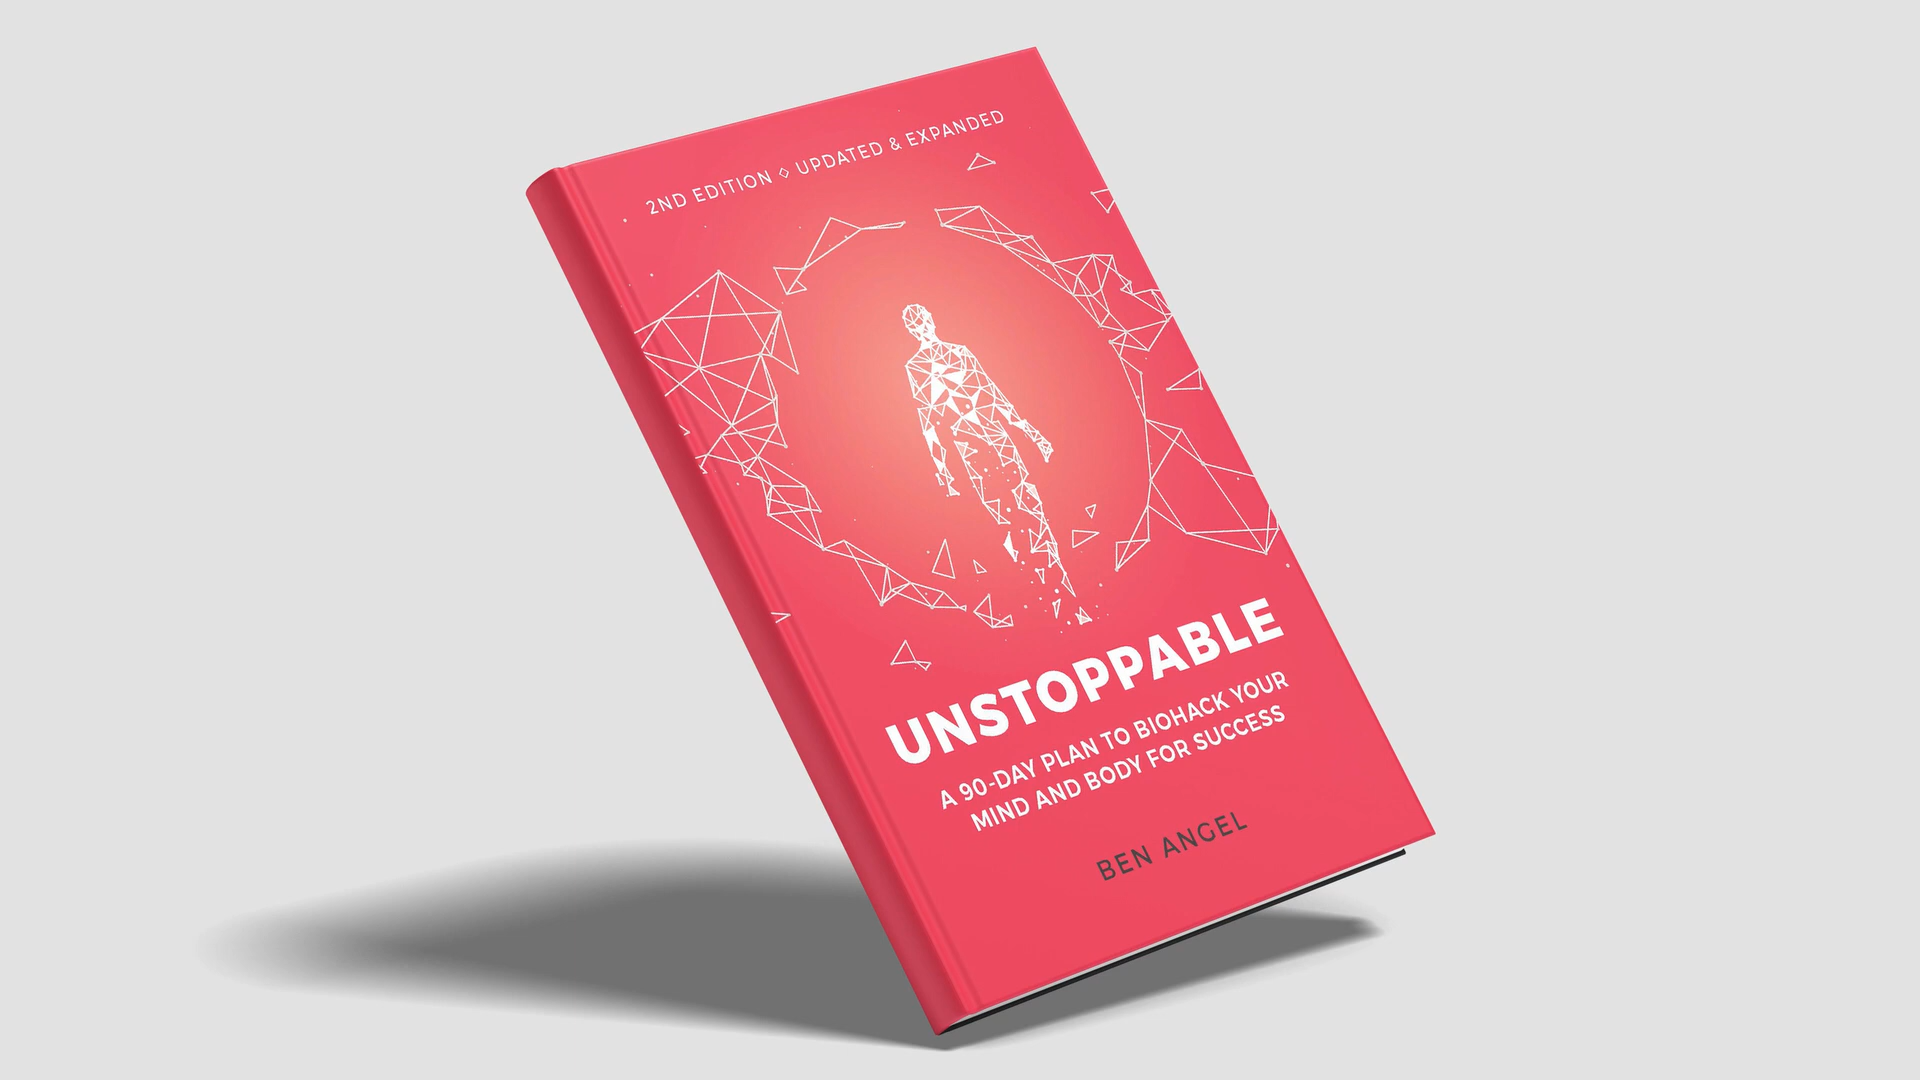 2ND EDITION ◇ UPDATED & EXPANDED
UNSTOPPABLE
A 90-DAY PLAN TO BIOHACK YOUR
MIND AND BODY FOR SUCCESS
BEN ANGEL